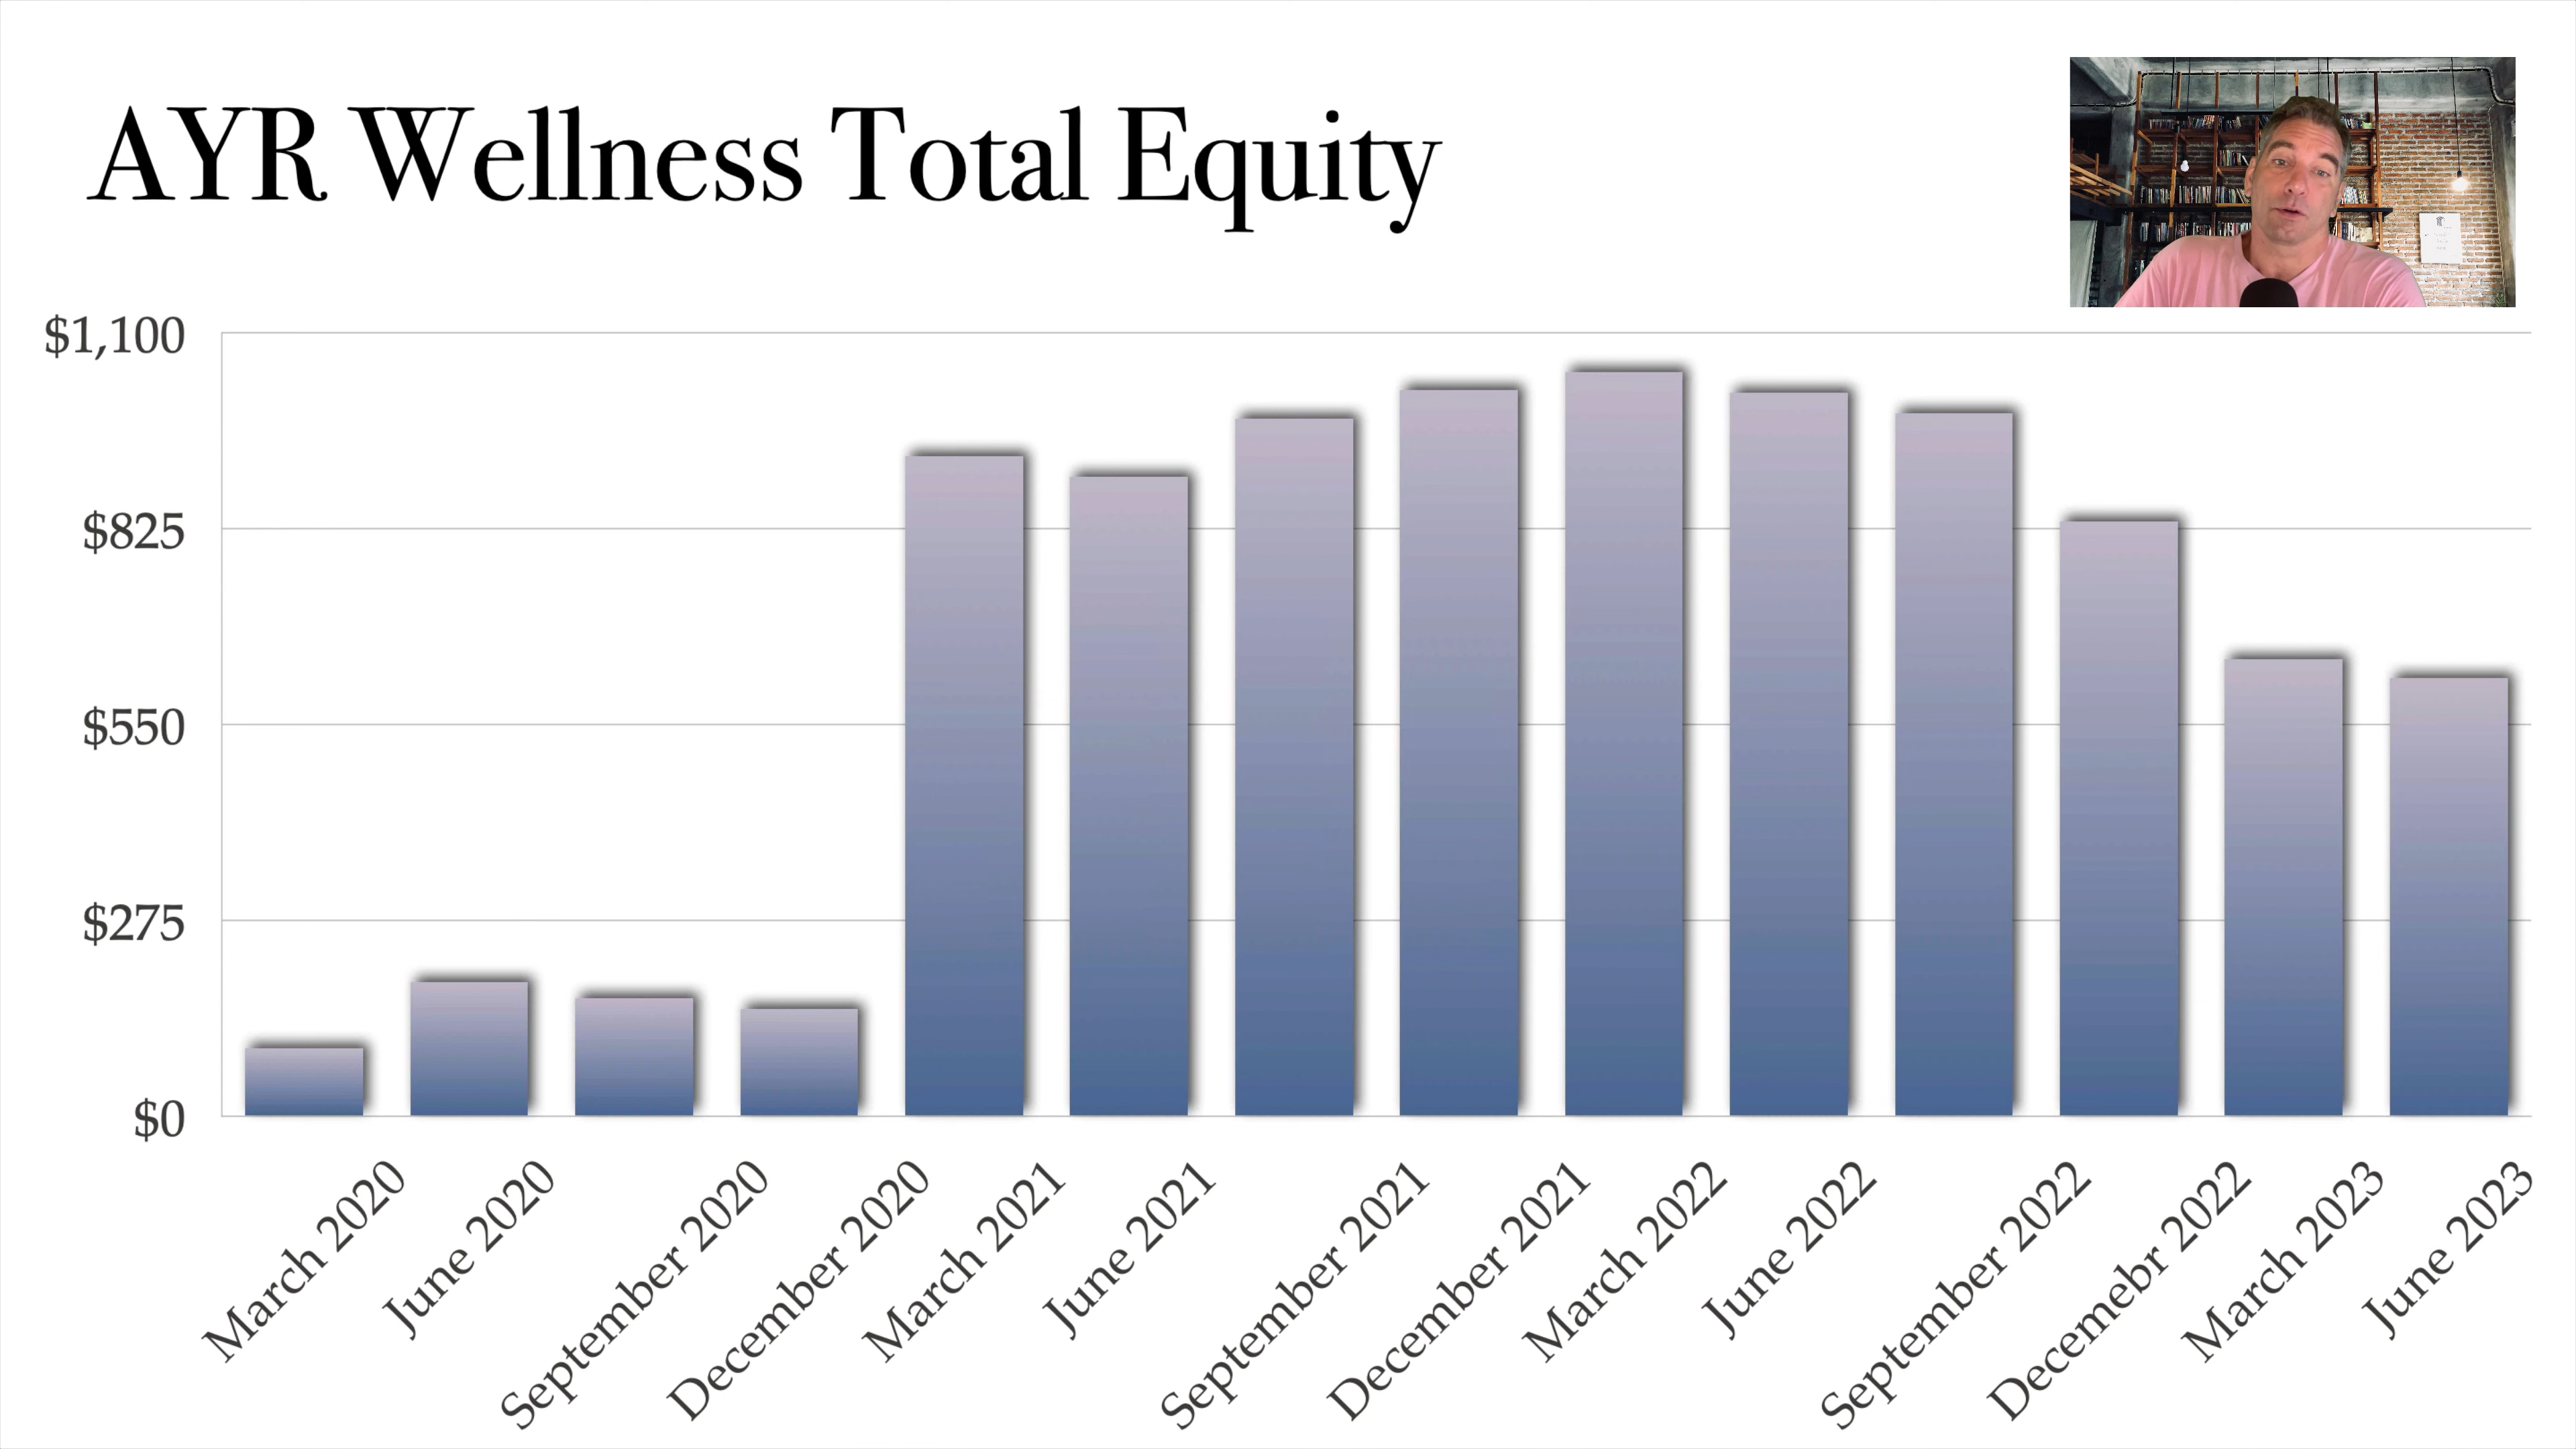 AYR Wellness Total Equity
$1,100
$825
$550
$275
$0
March 2020
June 2020
September 2020
December 2020
March 2021
June 2021
September 2021
December 2021
March 2022
June 2022
September 2022
Decemebr 2022
March 2023
June 2023